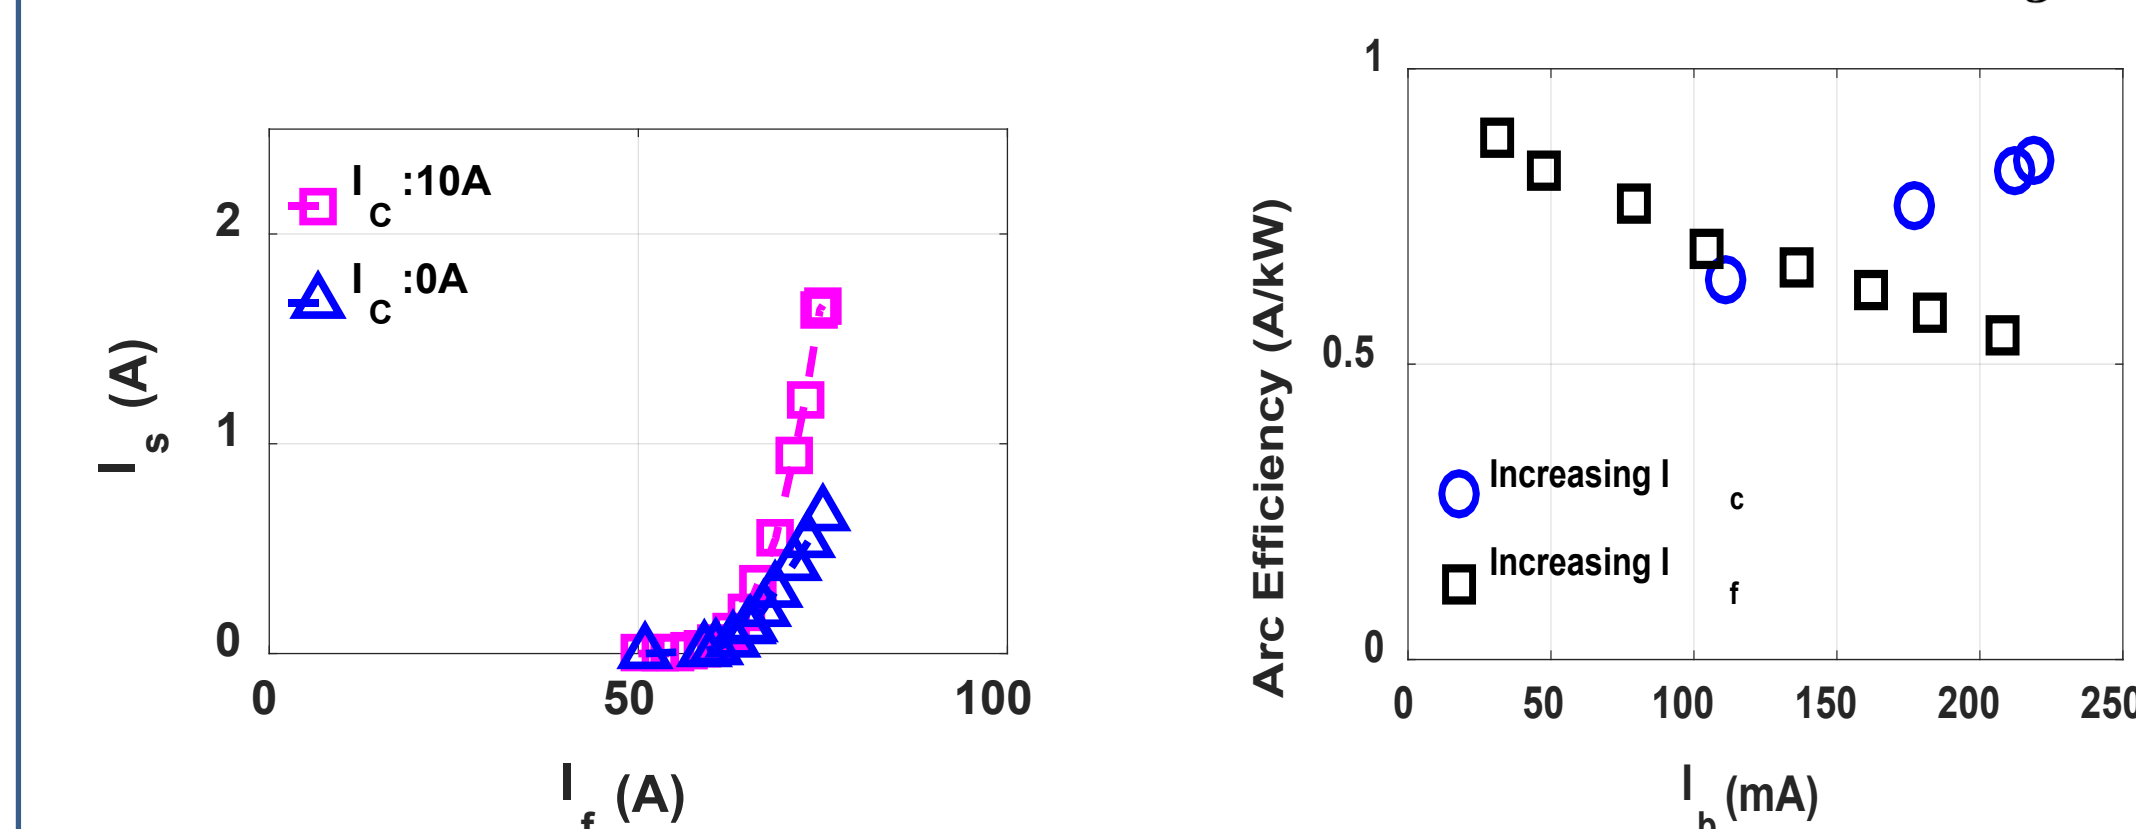 I C :10A
I C :0A
2
1
0
0 50 100
I s (A)
I f (A)
1
0.5
0
0 50 100 150 200 250
Arc Efficiency (A/kW)
Increasing I c
Increasing I f
I b (mA)